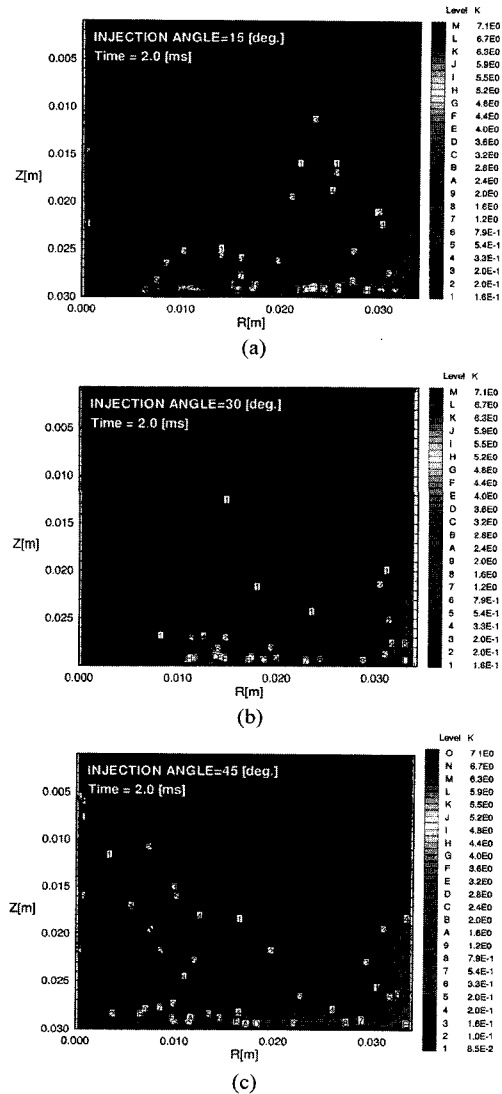 Level K
INJECTION ANGLE=15 [deg.]
Time = 2.0 [ms]
M 7.1E0
L 6.7E0
K 6.3E0
J 5.9E0
I 5.5E0
H 5.2E0
G 4.8E0
F 4.4E0
E 4.0E0
D 3.6E0
C 3.2E0
B 2.8E0
A 2.4E0
9 2.0E0
8 1.6E0
7 1.2E0
6 7.9E-1
5 5.4E-1
4 3.3E-1
3 2.0E-1
2 2.0E-1
1 1.6E-1
0.005
0.010
0.015
Z[m]
0.020
0.025
0.030
0.000 0.010 0.020 0.030
R[m]
(a)
Level K
INJECTION ANGLE=30 [deg.]
Time = 2.0 [ms]
M 7.1E0
L 6.7E0
K 6.3E0
J 5.9E0
I 5.5E0
H 5.2E0
G 4.8E0
F 4.4E0
E 4.0E0
D 3.6E0
C 3.2E0
B 2.8E0
A 2.4E0
9 2.0E0
8 1.6E0
7 1.2E0
6 7.9E-1
5 5.4E-1
4 3.3E-1
3 2.0E-1
2 2.0E-1
1 1.6E-1
0.005
0.010
0.015
Z[m]
0.020
0.025
0.000 0.010 0.020 0.030
R[m]
(b)
Level K
INJECTION ANGLE=45 [deg.]
Time = 2.0 [ms]
O 7.1E0
N 6.7E0
M 6.3E0
L 5.9E0
K 5.5E0
J 5.2E0
I 4.8E0
H 4.4E0
G 4.0E0
F 3.6E0
E 3.2E0
D 2.8E0
C 2.4E0
B 2.0E0
A 1.6E0
9 1.2E0
8 7.9E-1
7 5.4E-1
6 3.3E-1
5 2.0E-1
4 2.0E-1
3 1.6E-1
2 1.0E-1
1 8.5E-2
0.005
0.010
0.015
Z[m]
0.020
0.025
0.030
0.000 0.010 0.020 0.030
R[m]
(c)